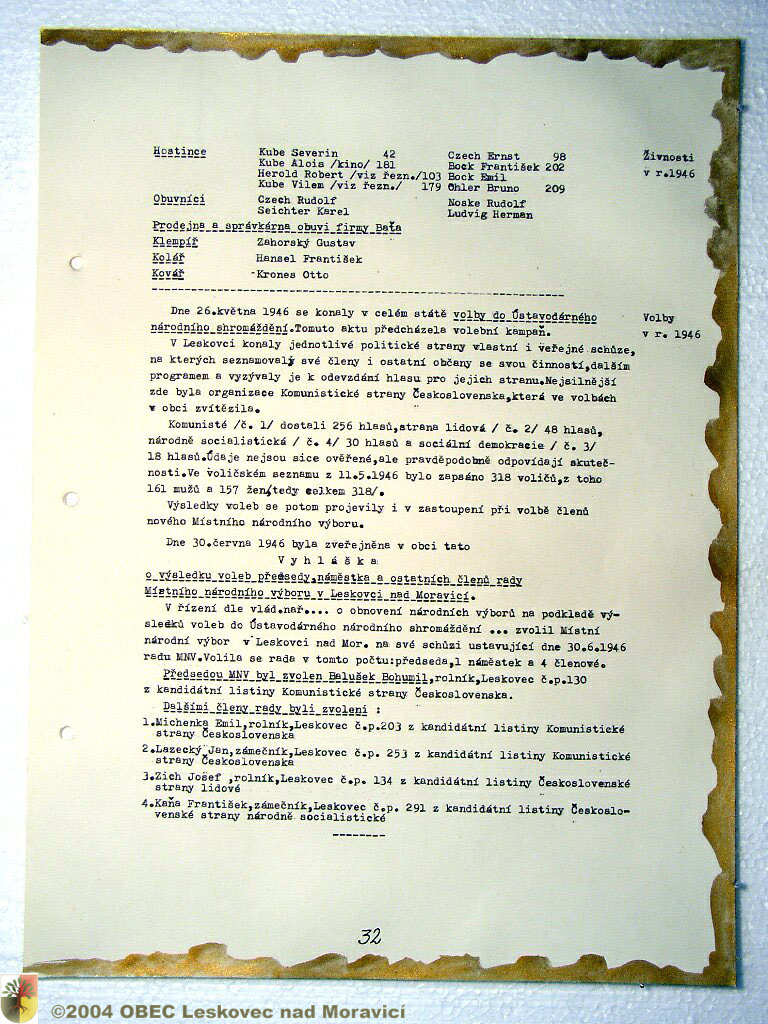 Hostince Kube Severin 42 Czech Ernst 98 Živnosti
Kube Alois /kino/ 181 Bock František 202
Herold Robert /viz řezn./103 Bock Emil v r.1946
Kube Vilem /viz řezn./ 179 Ohler Bruno 209
Obuvníci Czech Rudolf Noske Rudolf
Seichter Karel Ludvig Herman
Prodejna a správkárna obuvi firmy Baťa
Klempíř Zahorský Gustav
Kolář Hansel František
Kovář Krones Otto
Dne 26.května 1946 se konaly v celém státě volby do Ústavodárného Volby
národního shromáždění.Tomuto aktu předcházela volební kampaň. v r. 1946
V Leskovci konaly jednotlivé politické strany vlastní i veřejné schůze,
na kterých seznamovaly své členy i ostatní občany se svou činností,dalším
programem a vyzývaly je k odevzdání hlasu pro jejich stranu.Nejsilnější
zde byla organizace Komunistické strany Československa,která ve volbách
v obci zvítězila.
Komunisté /č. 1/ dostali 256 hlasů,strana lidová / č. 2/ 48 hlasů,
národně socialistická / č. 4/ 30 hlasů a sociální demokracie / č. 3/
18 hlasů.Údaje nejsou sice ověřené,ale pravděpodobně odpovídají skuteč-
nosti.Ve voličském seznamu z 11.5.1946 bylo zapsáno 318 voličů,z toho
161 mužů a 157 žen/tedy celkem 318/.
Výsledky voleb se potom projevily i v zastoupení při volbě členů
nového Místního národního výboru.
Dne 30.června 1946 byla zveřejněna v obci tato
V y h l á š k a
o výsledku voleb předsedy,náměstka a ostatních členů rady
Místního národního výboru v Leskovci nad Moravicí.
V řízení dle vlád.nař.... o obnovení národních výborů na podkladě vý-
sledků voleb do Ústavodárného národního shromáždění ... zvolil Místní
národní výbor v Leskovci nad Mor. na své schůzi ustavující dne 30.6.1946
radu MNV.Volila se rada v tomto počtu:předseda,1 náměstek a 4 členové.
Předsedou MNV byl zvolen Balušek Bohumil,rolník,Leskovec č.p.130
z kandidátní listiny Komunistické strany Československa.
Dalšími členy rady byli zvoleni :
1.Michenka Emil,rolník,Leskovec č.p.203 z kandidátní listiny Komunistické
strany Československa
2.Lazecký Jan,zámečník,Leskovec č.p. 253 z kandidátní listiny Komunistické
strany Československa
3.Zich Josef ,rolník,Leskovec č.p. 134 z kandidátní listiny Československé
strany lidové
4.Kaňa František,zámečník,Leskovec č.p. 291 z kandidátní listiny Českoslo-
venské strany národně socialistické
32
©2004 OBEC Leskovec nad Moravicí